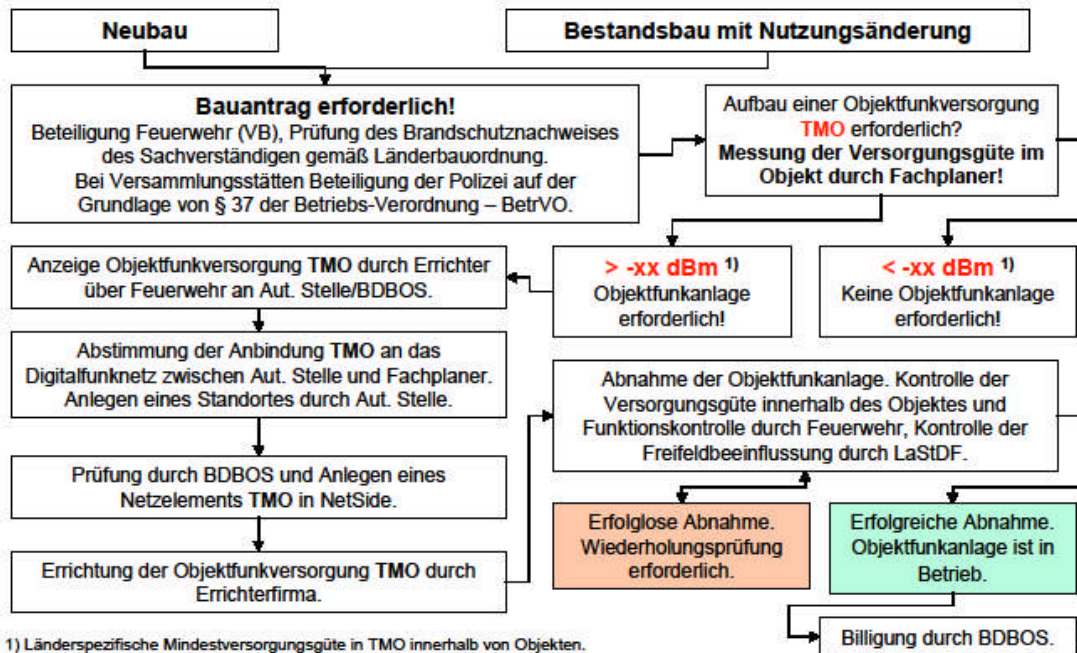 Neubau
Bestandsbau mit Nutzungsänderung
Bauantrag erforderlich!
Beteiligung Feuerwehr (VB), Prüfung des Brandschutznachweises
des Sachverständigen gemäß Länderbauordnung.
Bei Versammlungsstätten Beteiligung der Polizei auf der
Grundlage von § 37 der Betriebs-Verordnung – BetrVO.
Aufbau einer Objektfunkversorgung
TMO erforderlich?
Messung der Versorgungsgüte im
Objekt durch Fachplaner!
> -xx dBm 1)
Objektfunkanlage
erforderlich!
< -xx dBm 1)
Keine Objektfunkanlage
erforderlich!
Anzeige Objektfunkversorgung TMO durch Errichter
über Feuerwehr an Aut. Stelle/BDBOS.
Abstimmung der Anbindung TMO an das
Digitalfunknetz zwischen Aut. Stelle und Fachplaner.
Anlegen eines Standortes durch Aut. Stelle.
Prüfung durch BDBOS und Anlegen eines
Netzelements TMO in NetSide.
Errichtung der Objektfunkversorgung TMO durch
Errichterfirma.
Abnahme der Objektfunkanlage. Kontrolle der
Versorgungsgüte innerhalb des Objektes und
Funktionskontrolle durch Feuerwehr, Kontrolle der
Freifeldbeeinflussung durch LaStDF.
Erfolglose Abnahme.
Wiederholungsprüfung
erforderlich.
Erfolgreiche Abnahme.
Objektfunkanlage ist in
Betrieb.
Billigung durch BDBOS.
1) Länderspezifische Mindestversorgungsgüte in TMO innerhalb von Objekten.